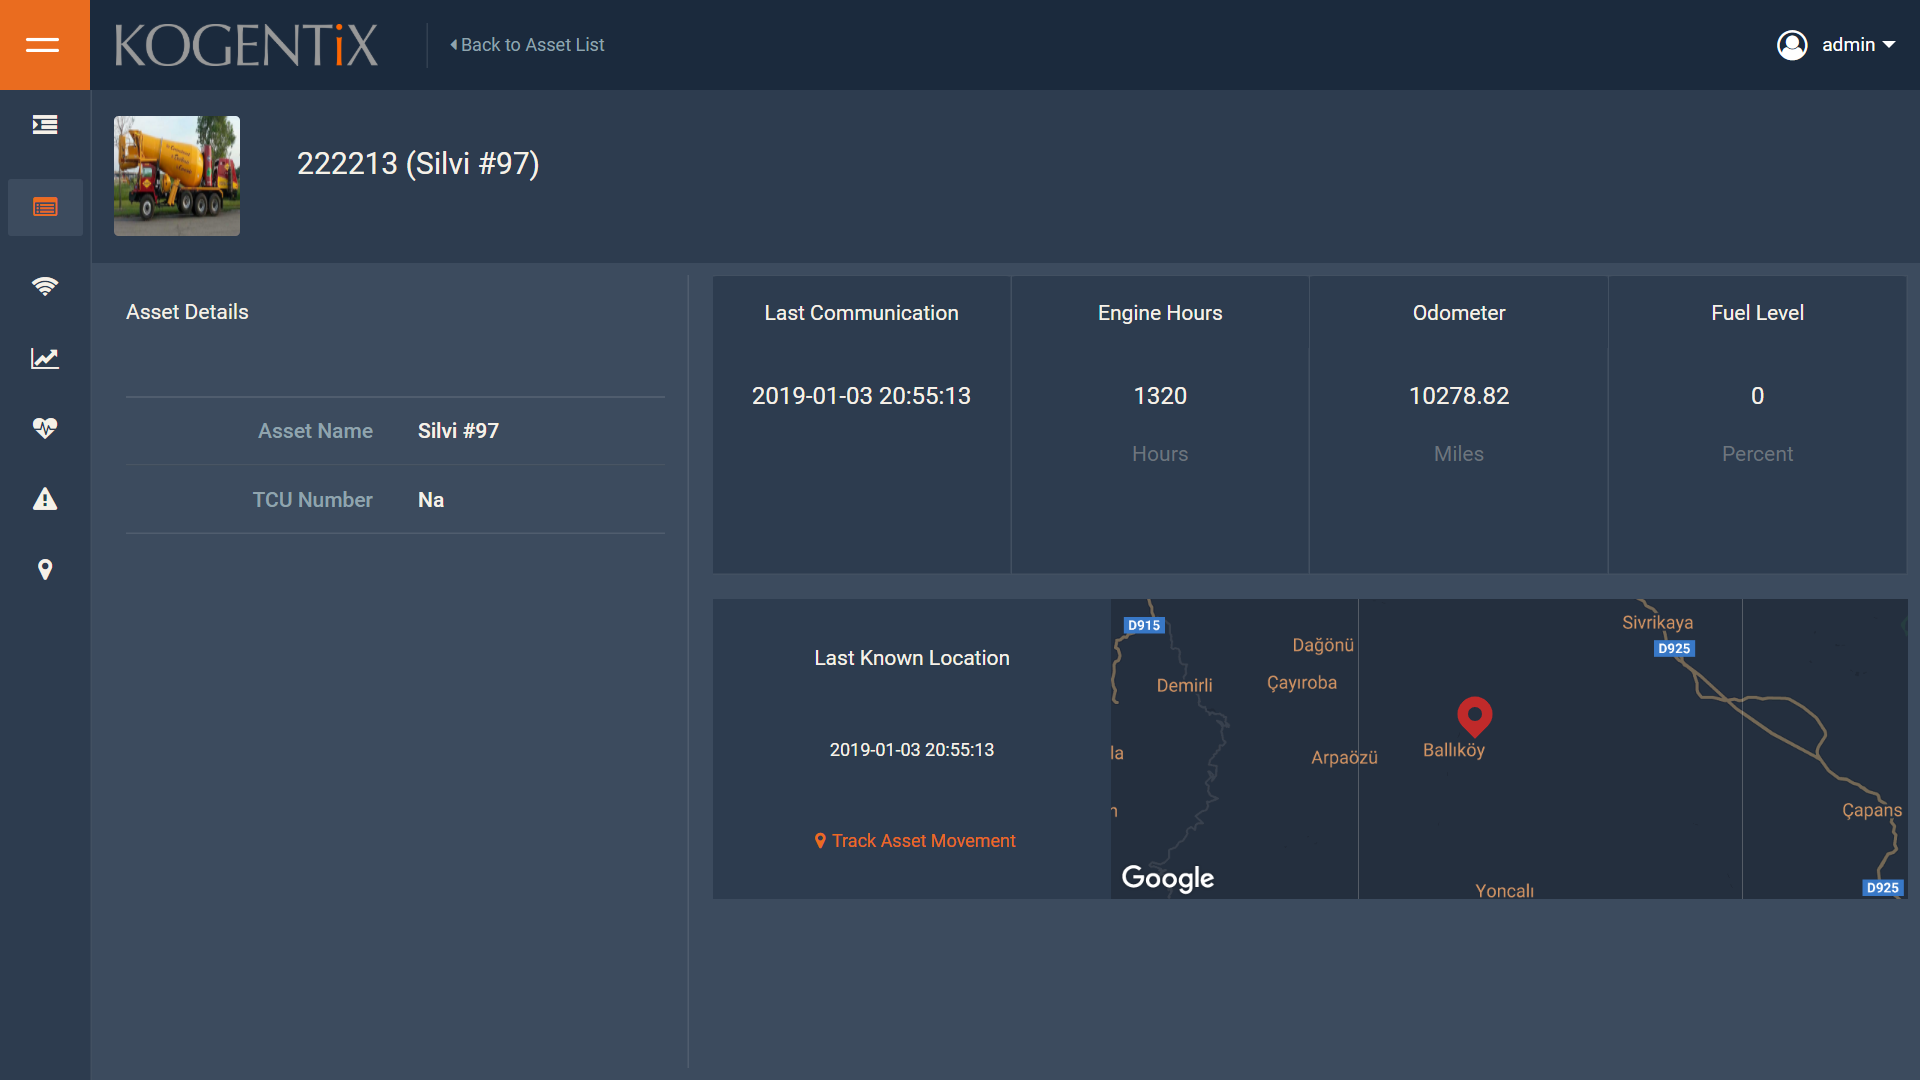 KOGENTiX
Back to Asset List
admin
222213 (Silvi #97)
Asset Details
Asset Name Silvi #97
TCU Number Na
Last Communication
2019-01-03 20:55:13
Engine Hours
1320
Hours
Odometer
10278.82
Miles
Fuel Level
0
Percent
Last Known Location
2019-01-03 20:55:13
Track Asset Movement
D915
Dağönü
Sivrikaya
D925
Demirli
Çayıroba
la
Arpaözü
Ballıköy
Çapans
Google
Yoncalı
D925